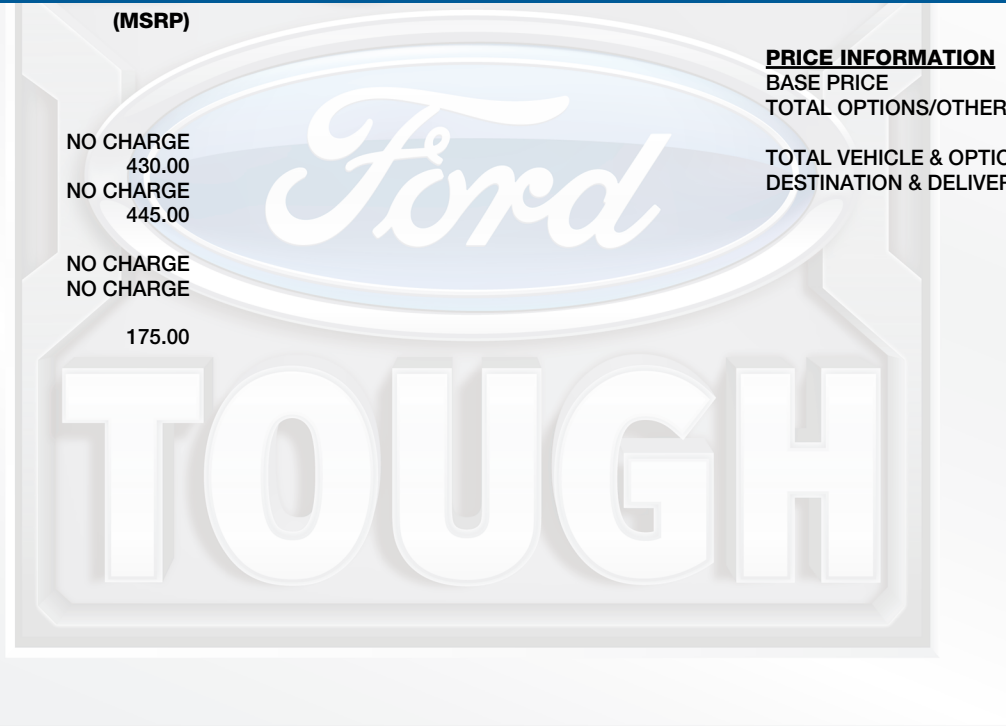 (MSRP)
NO CHARGE
430.00
NO CHARGE
445.00
NO CHARGE
NO CHARGE
175.00
PRICE INFORMATION
BASE PRICE
TOTAL OPTIONS/OTHER
TOTAL VEHICLE & OPTIO
DESTINATION & DELIVER
Ford
TOUGH